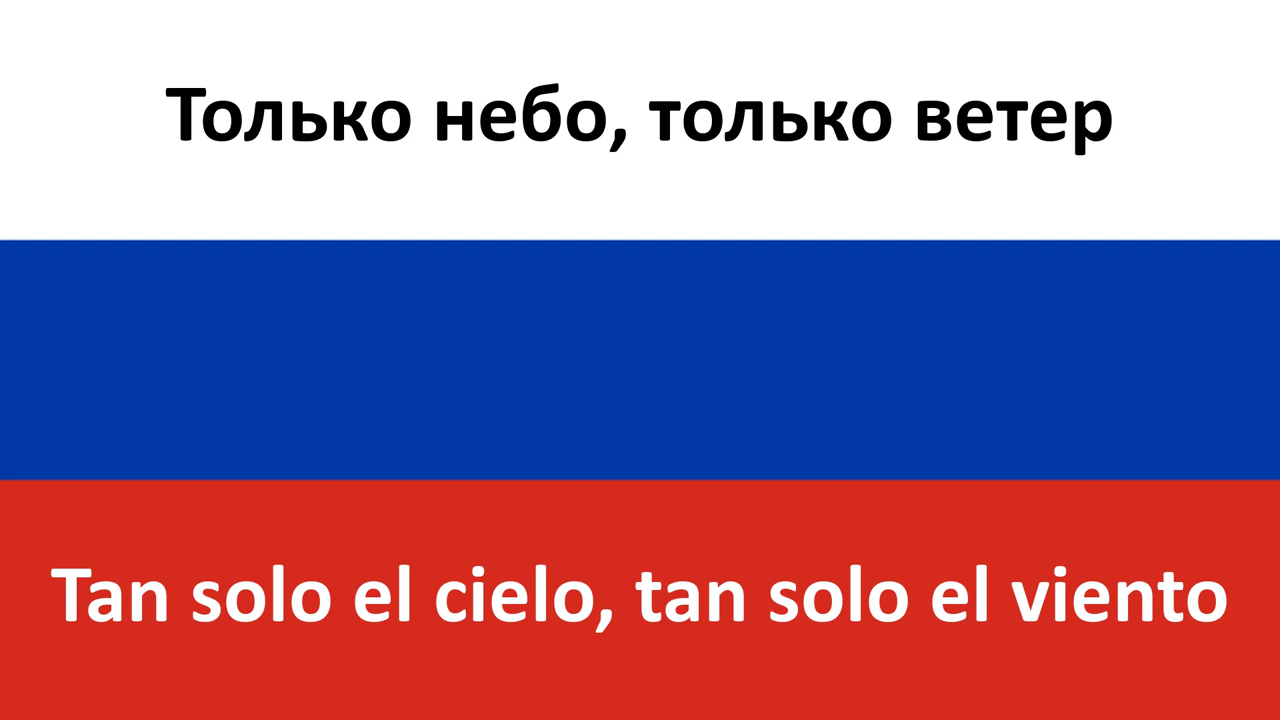 Только небо, только ветер
Tan solo el cielo, tan solo el viento